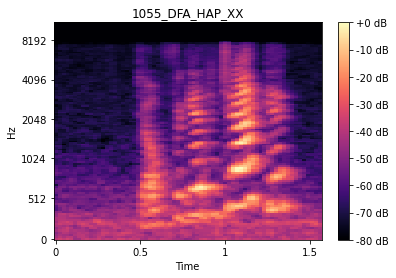 1055_DFA_HAP_XX
+0 dB
8192
-10 dB
4096
-20 dB
-30 dB
2048
Hz
-40 dB
1024
-50 dB
512
-60 dB
-70 dB
0
-80 dB
0
0.5
1
1.5
Time